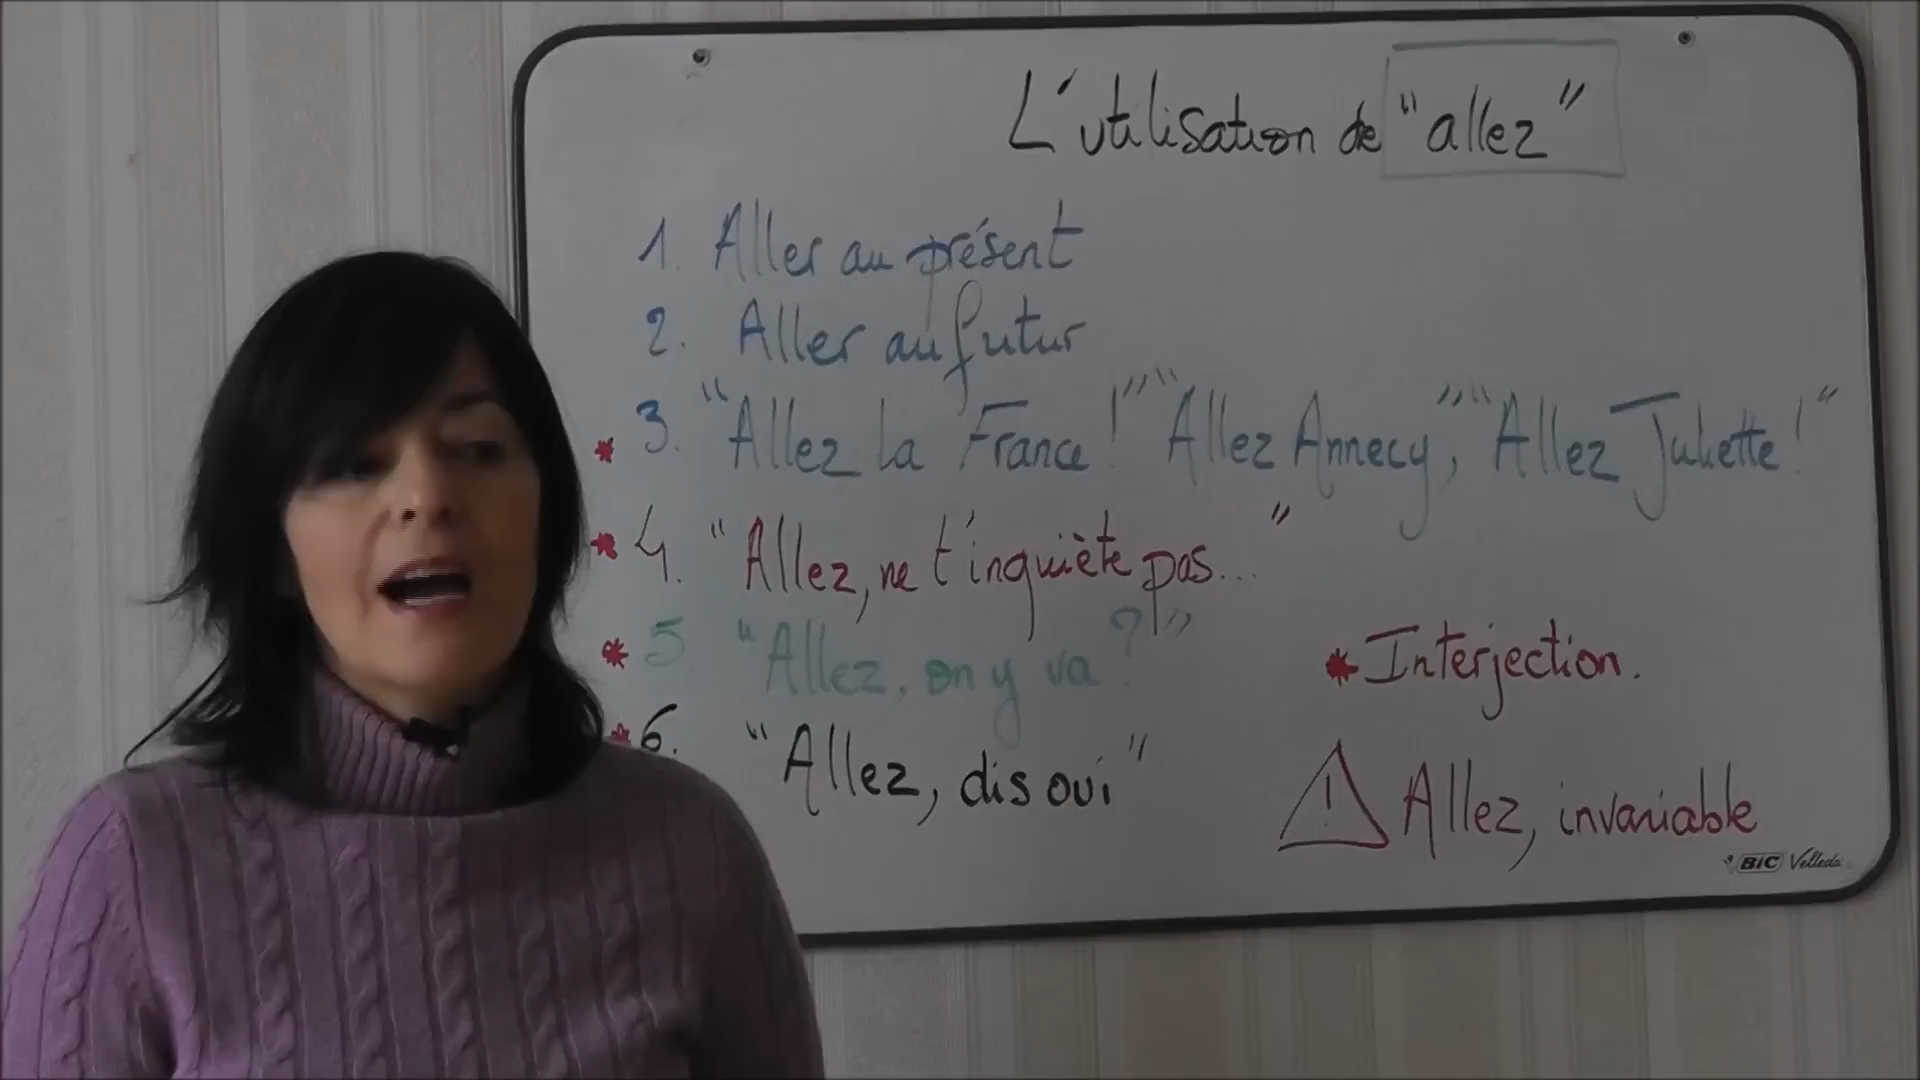 L'utilisation de "allez"
1. Aller au présent
2. Aller au futur
* 3. "Allez la France!" "Allez Annecy," "Allez Juliette!"
* 4. "Allez, ne t'inquiète pas..."
* 5 "Allez, on y va?"
* Interjection.
* 6. "Allez, dis oui"
! Allez, invariable
BIC Velleda